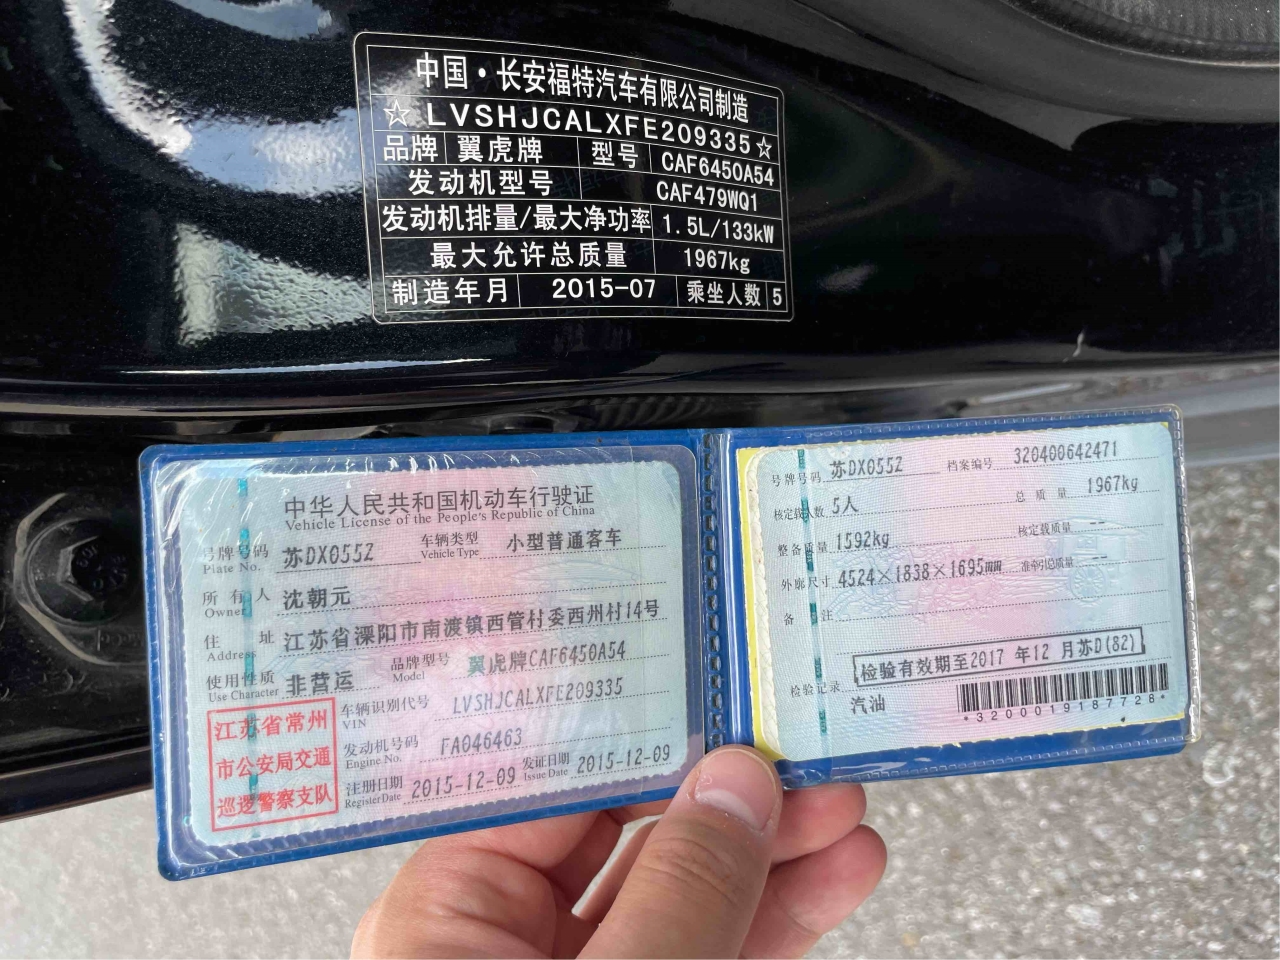 中国·长安福特汽车有限公司制造
☆LVSHJCALXFE209335☆
品牌 翼虎牌 型号 CAF6450A54
发动机型号 CAF479WQ1
发动机排量/最大净功率 1.5L/133kW
最大允许总质量 1967kg
制造年月 2015-07 乘坐人数 5
中华人民共和国机动车行驶证
Vehicle License of the People's Republic of China
号牌号码 苏DX055Z 车辆类型 小型普通客车
Plate No. Vehicle Type
所有人 沈朝元
Owner
住址 江苏省溧阳市南渡镇西管村委西州村14号
Address
使用性质 非营运 品牌型号 翼虎牌CAF6450A54
Use Character Model
江苏省常州
市公安局交通
巡逻警察支队
车辆识别代号 LVSHJCALXFE209335
VIN
发动机号码 FA046463
Engine No.
注册日期 2015-12-09 发证日期 2015-12-09
Register Date Issue Date
号牌号码 苏DX055Z 档案编号 320400642471
核定载人数 5人 总质量 1967kg
整备质量 1592kg 核定载质量 --
外廓尺寸 4524×1838×1695mm 准牵引总质量 --
备注
检验有效期至2017 年12 月苏D(82)
检验记录
汽油
*3200019187728*